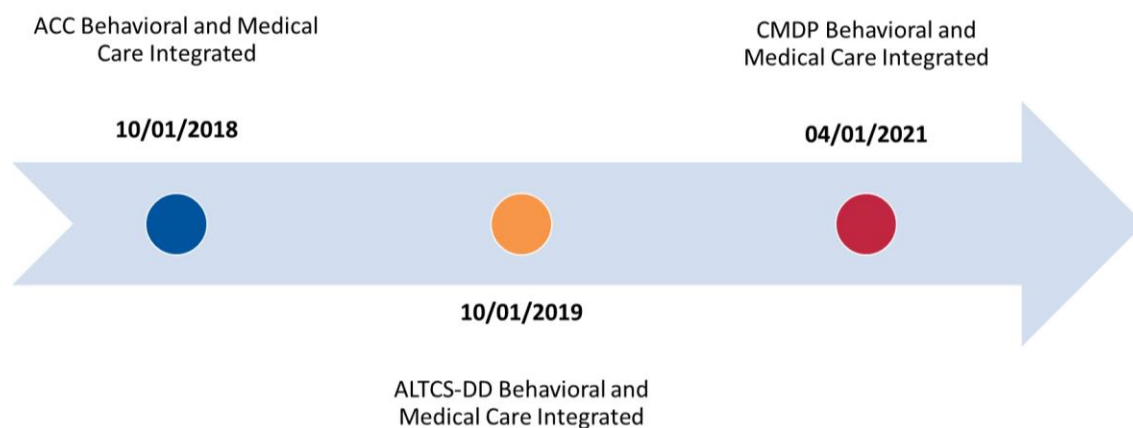 ACC Behavioral and Medical
Care Integrated
10/01/2018
10/01/2019
ALTCS-DD Behavioral and
Medical Care Integrated
CMDP Behavioral and
Medical Care Integrated
04/01/2021